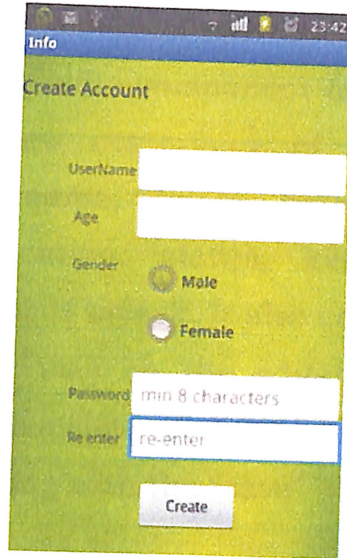 23:42
Info
Create Account
UserName
Age
Gender
Male
Female
Password min 8 characters
Re enter re-enter
Create